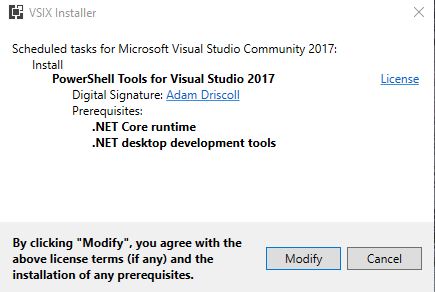 VSIX Installer
Scheduled tasks for Microsoft Visual Studio Community 2017:
Install
PowerShell Tools for Visual Studio 2017 License
Digital Signature: Adam Driscoll
Prerequisites:
.NET Core runtime
.NET desktop development tools
By clicking "Modify", you agree with the
above license terms (if any) and the
installation of any prerequisites.
Modify Cancel